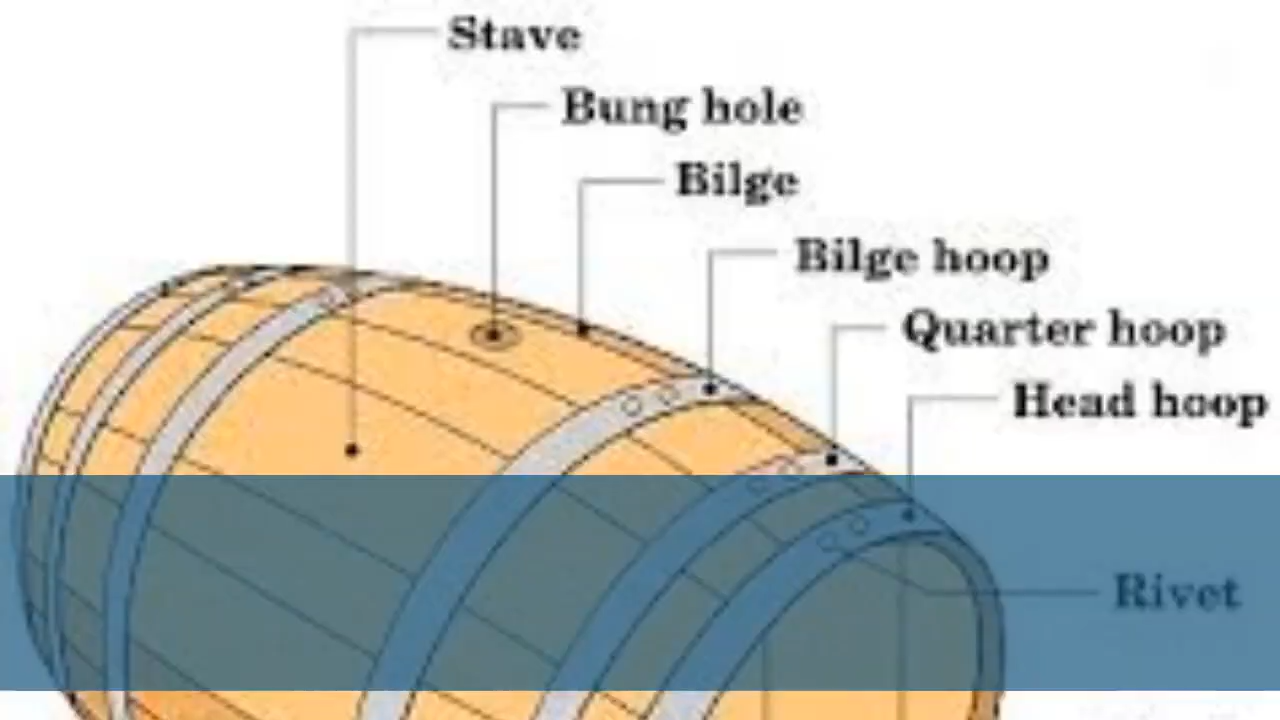 Stave
Bung hole
Bilge
Bilge hoop
Quarter hoop
Head hoop
Rivet